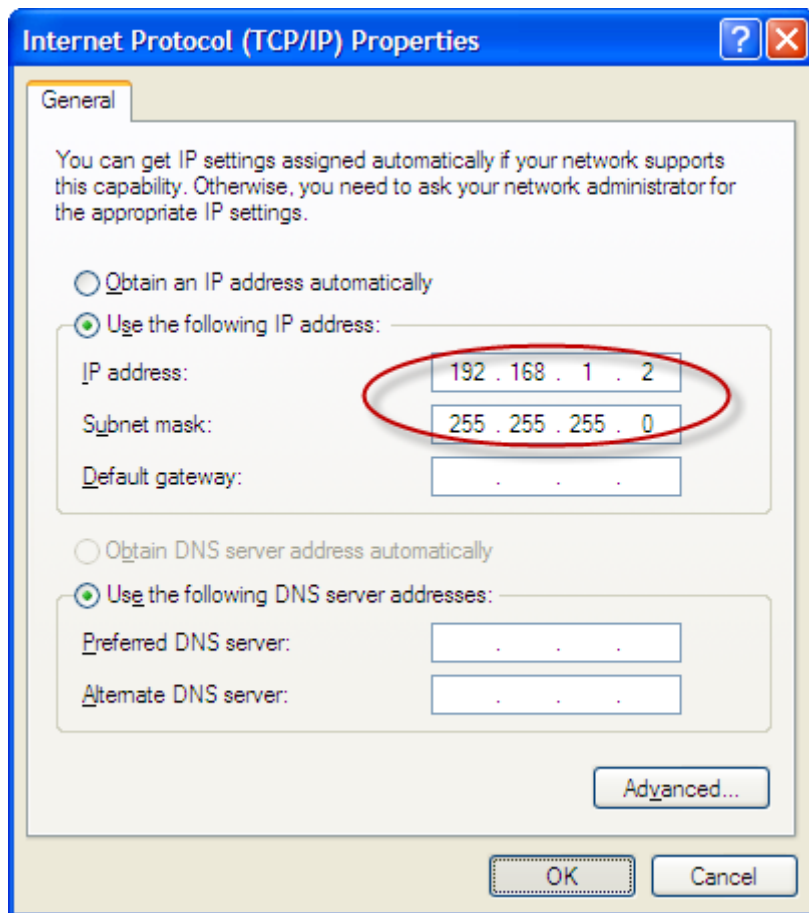 Internet Protocol (TCP/IP) Properties
General
You can get IP settings assigned automatically if your network supports
this capability. Otherwise, you need to ask your network administrator for
the appropriate IP settings.
Obtain an IP address automatically
Use the following IP address:
IP address: 192 . 168 . 1 . 2
Subnet mask: 255 . 255 . 255 . 0
Default gateway: . . .
Obtain DNS server address automatically
Use the following DNS server addresses:
Preferred DNS server: . . .
Alternate DNS server: . . .
Advanced...
OK Cancel